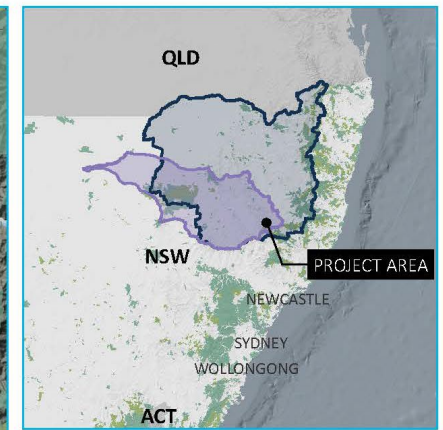 QLD
NSW
PROJECT AREA
NEWCASTLE
SYDNEY
WOLLONGONG
ACT